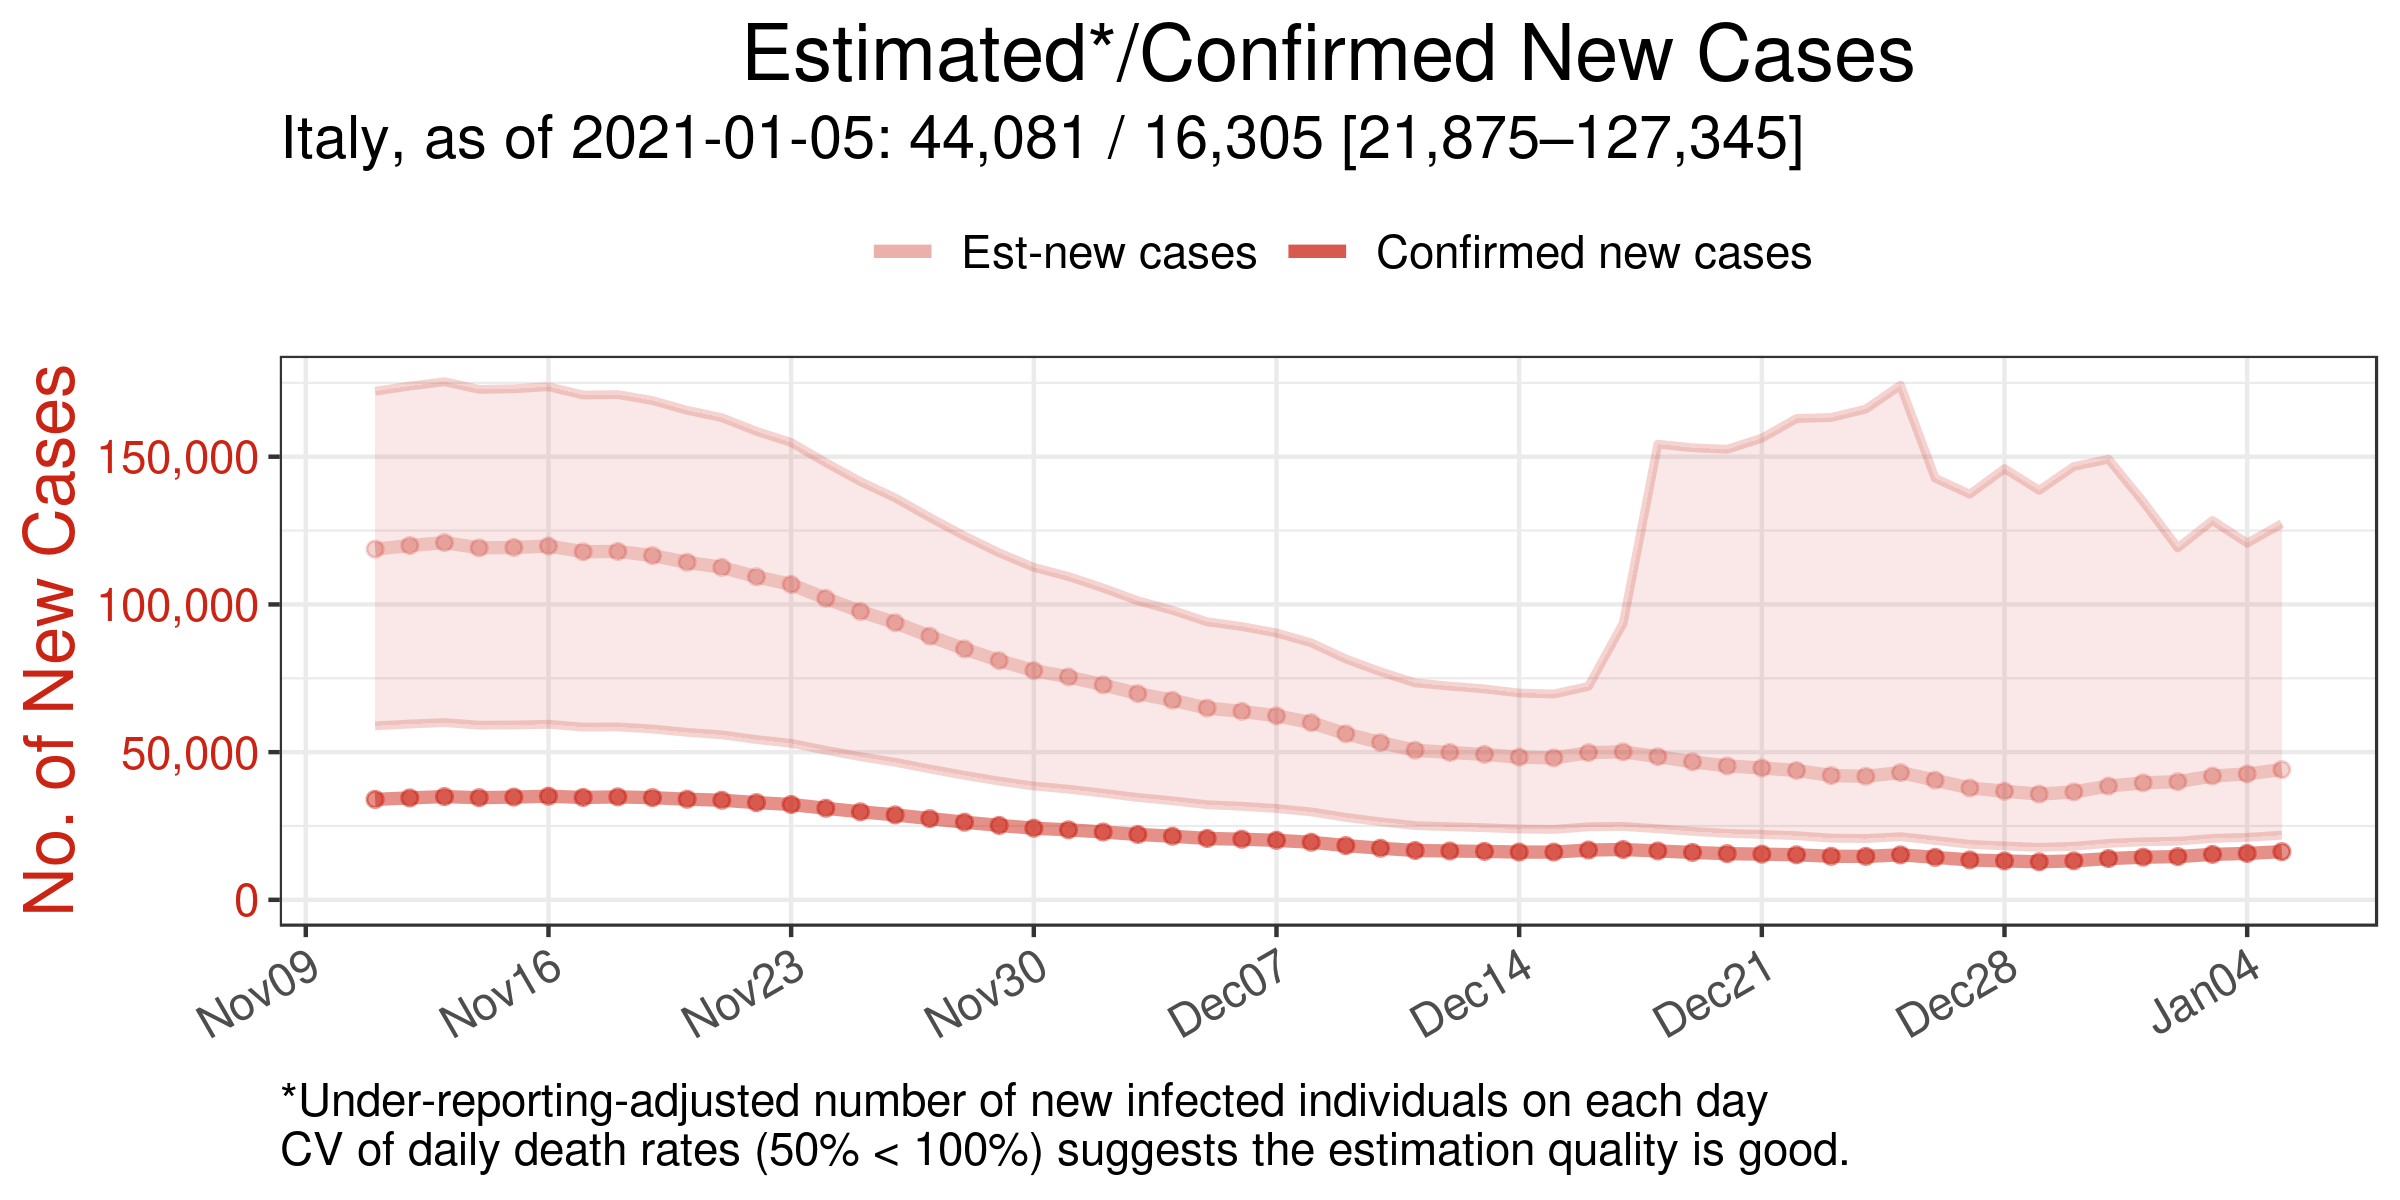 Estimated*/Confirmed New Cases
Italy, as of 2021-01-05: 44,081 / 16,305 [21,875–127,345]
Est-new cases
Confirmed new cases
No. of New Cases
150,000
100,000
50,000
0
Nov09
Nov16
Nov23
Nov30
Dec07
Dec14
Dec21
Dec28
Jan04
*Under-reporting-adjusted number of new infected individuals on each day
CV of daily death rates (50% < 100%) suggests the estimation quality is good.